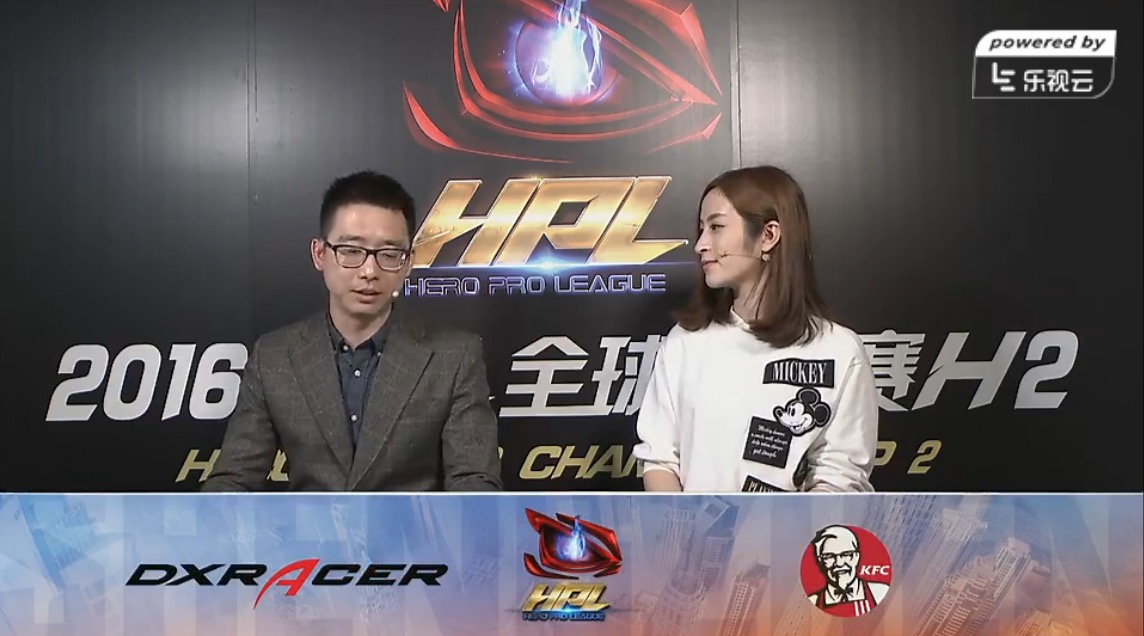 powered by
乐视云
HPL
HERO PRO LEAGUE
2016 全球 赛H2
CHAM P 2
MICKEY
DXRACER
HPL
HERO PRO LEAGUE
KFC